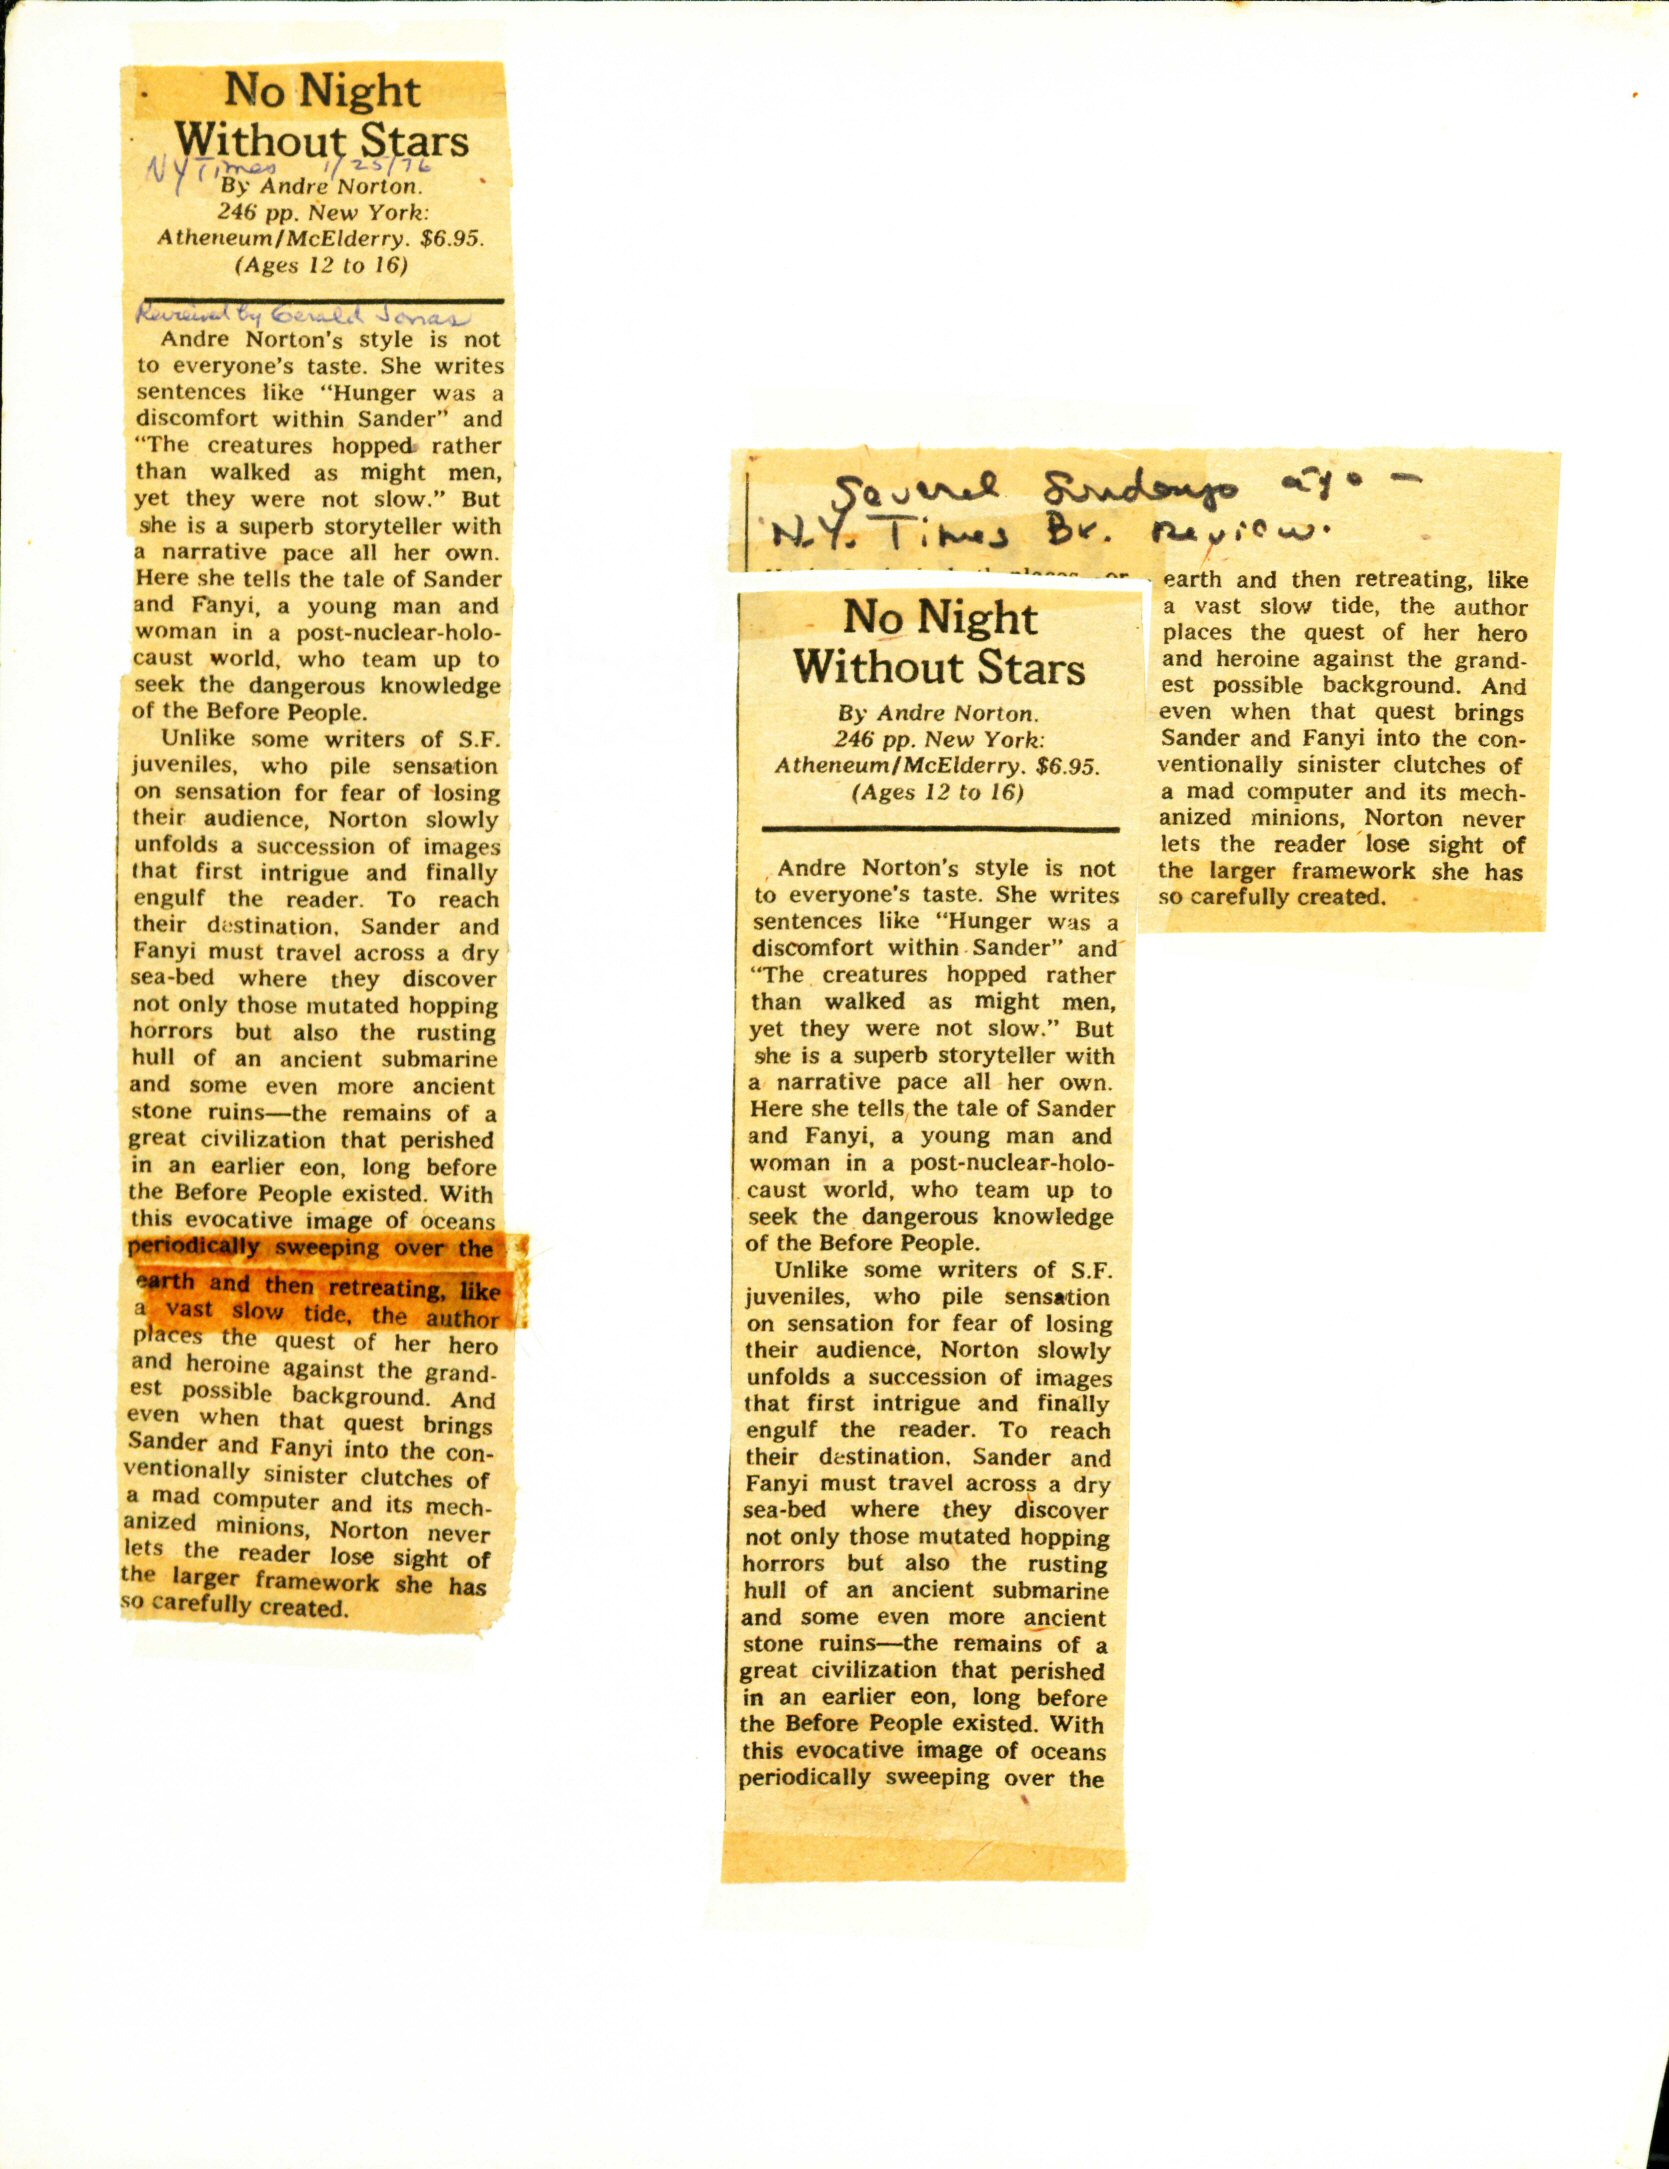 No Night
Without Stars
NY Times 1/25/76
By Andre Norton.
246 pp. New York:
Atheneum/McElderry. $6.95.
(Ages 12 to 16)
Reviewed by Gerald Jonas
Andre Norton's style is not
to everyone's taste. She writes
sentences like “Hunger was a
discomfort within Sander” and
“The creatures hopped rather
than walked as might men,
yet they were not slow.” But
she is a superb storyteller with
a narrative pace all her own.
Here she tells the tale of Sander
and Fanyi, a young man and
woman in a post-nuclear-holo-
caust world, who team up to
seek the dangerous knowledge
of the Before People.
Unlike some writers of S.F.
juveniles, who pile sensation
on sensation for fear of losing
their audience, Norton slowly
unfolds a succession of images
that first intrigue and finally
engulf the reader. To reach
their destination, Sander and
Fanyi must travel across a dry
sea-bed where they discover
not only those mutated hopping
horrors but also the rusting
hull of an ancient submarine
and some even more ancient
stone ruins—the remains of a
great civilization that perished
in an earlier eon, long before
the Before People existed. With
this evocative image of oceans
periodically sweeping over the
earth and then retreating, like
a vast slow tide, the author
places the quest of her hero
and heroine against the grand-
est possible background. And
even when that quest brings
Sander and Fanyi into the con-
ventionally sinister clutches of
a mad computer and its mech-
anized minions, Norton never
lets the reader lose sight of
the larger framework she has
so carefully created.
Several Sundays ago –
N.Y. Times Bk. Review.
No Night
Without Stars
By Andre Norton.
246 pp. New York:
Atheneum/McElderry. $6.95.
(Ages 12 to 16)
Andre Norton's style is not
to everyone's taste. She writes
sentences like “Hunger was a
discomfort within Sander” and
“The creatures hopped rather
than walked as might men,
yet they were not slow.” But
she is a superb storyteller with
a narrative pace all her own.
Here she tells the tale of Sander
and Fanyi, a young man and
woman in a post-nuclear-holo-
caust world, who team up to
seek the dangerous knowledge
of the Before People.
Unlike some writers of S.F.
juveniles, who pile sensation
on sensation for fear of losing
their audience, Norton slowly
unfolds a succession of images
that first intrigue and finally
engulf the reader. To reach
their destination, Sander and
Fanyi must travel across a dry
sea-bed where they discover
not only those mutated hopping
horrors but also the rusting
hull of an ancient submarine
and some even more ancient
stone ruins—the remains of a
great civilization that perished
in an earlier eon, long before
the Before People existed. With
this evocative image of oceans
periodically sweeping over the
earth and then retreating, like
a vast slow tide, the author
places the quest of her hero
and heroine against the grand-
est possible background. And
even when that quest brings
Sander and Fanyi into the con-
ventionally sinister clutches of
a mad computer and its mech-
anized minions, Norton never
lets the reader lose sight of
the larger framework she has
so carefully created.